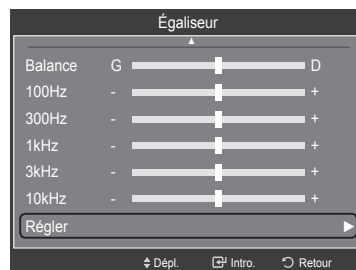 Égaliseur
▲
Balance G D
100Hz - +
300Hz - +
1kHz - +
3kHz - +
10kHz - +
Régler ►
Dépl. Intro. Retour